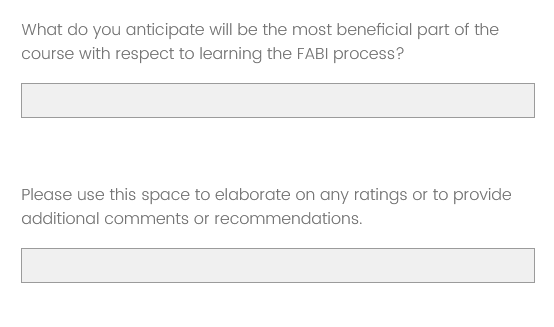 What do you anticipate will be the most beneficial part of the
course with respect to learning the FABI process?
Please use this space to elaborate on any ratings or to provide
additional comments or recommendations.